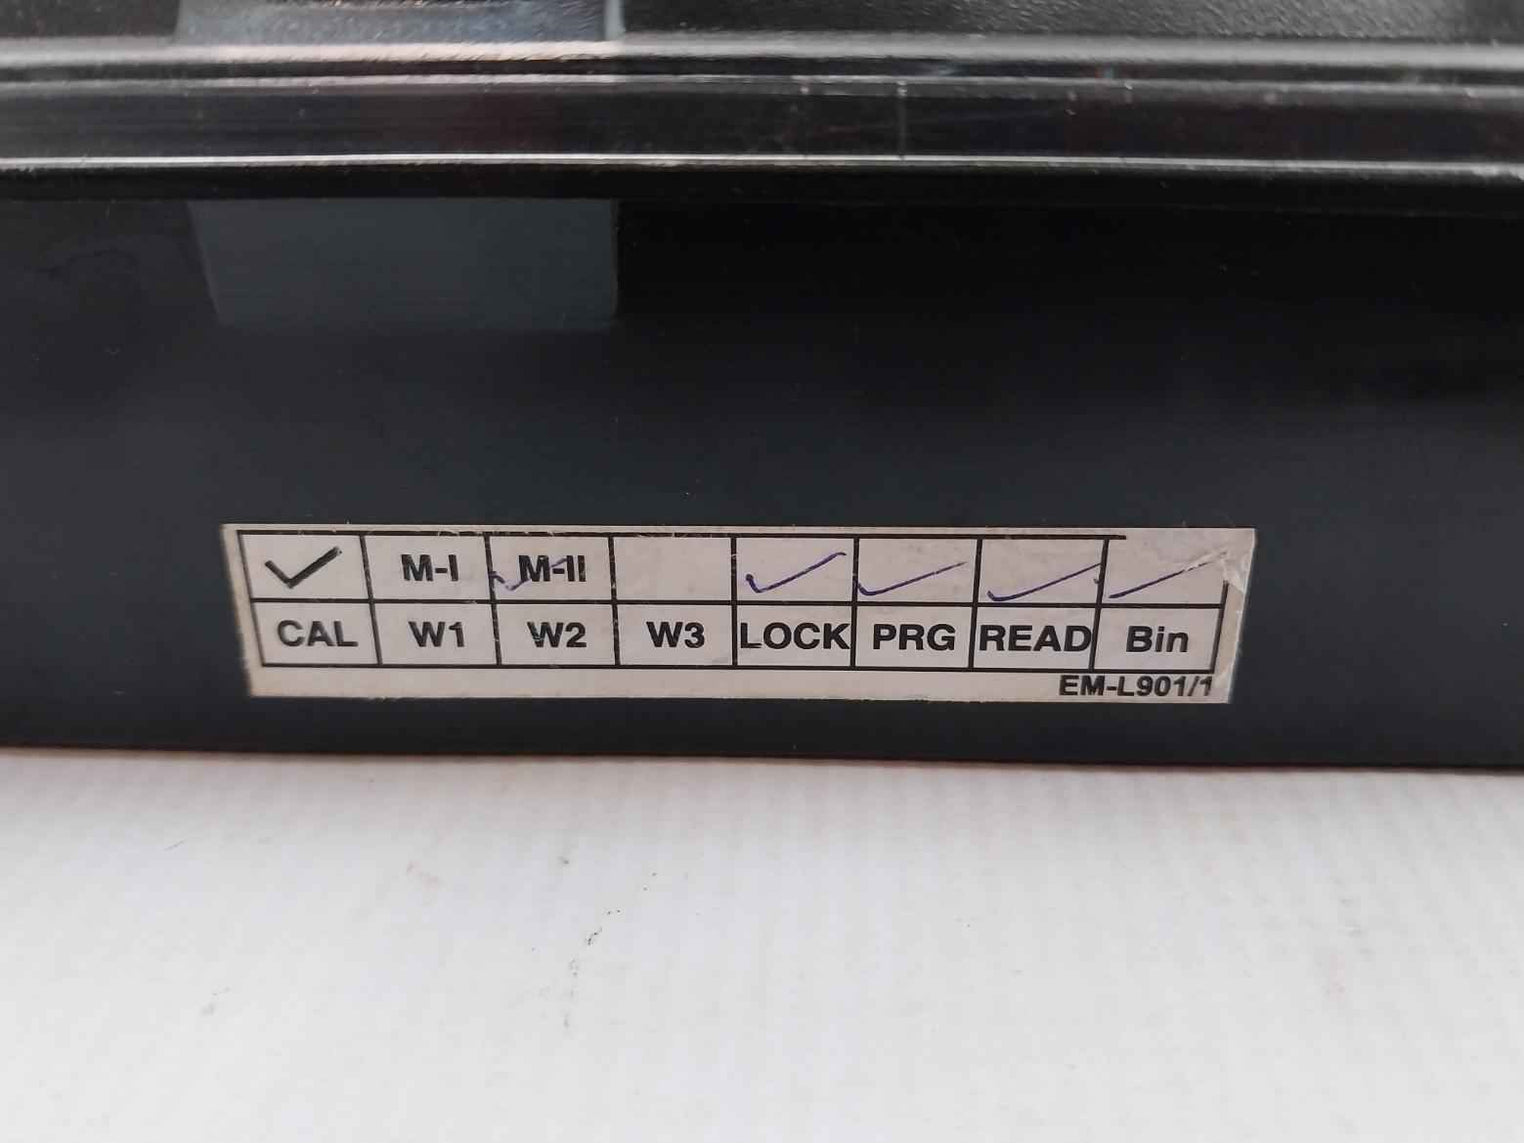 ✓ M-I M-II ✓ ✓ ✓ ✓ ✓
CAL W1 W2 W3 LOCK PRG READ Bin
EM-L901/1